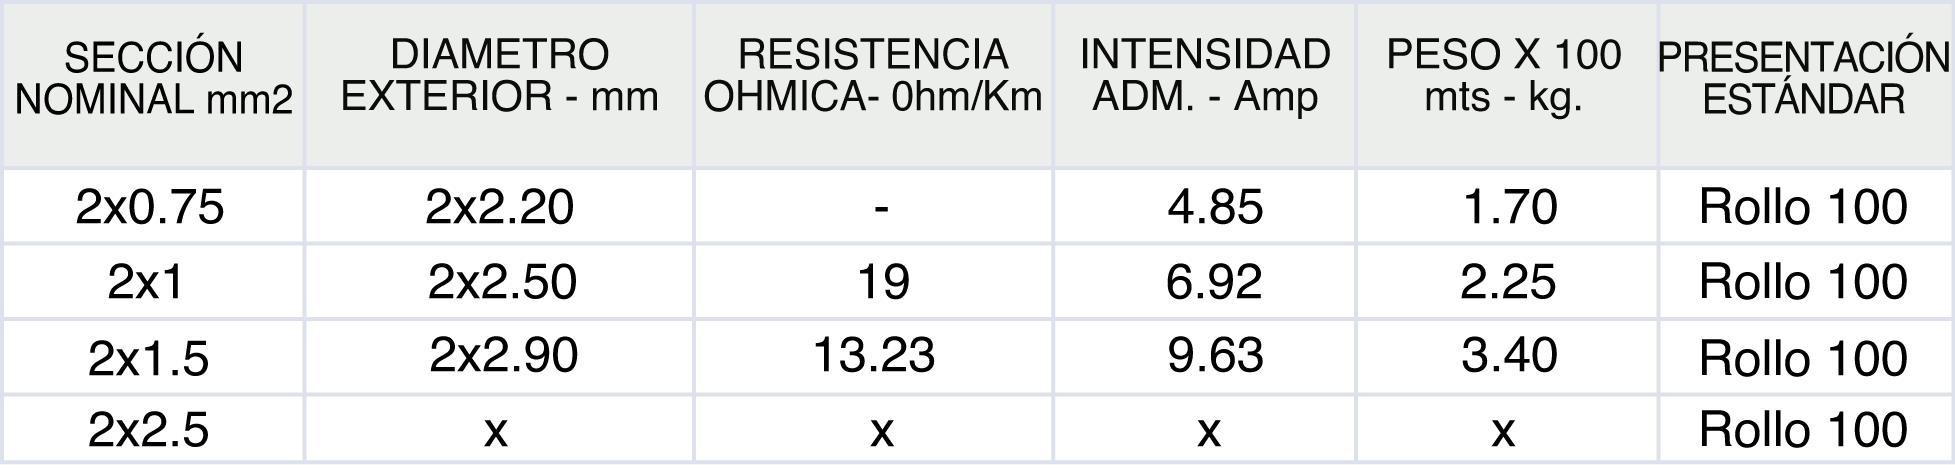 SECCIÓN
NOMINAL mm2
DIAMETRO
EXTERIOR - mm
RESISTENCIA
OHMICA- 0hm/Km
INTENSIDAD
ADM. - Amp
PESO X 100
mts - kg.
PRESENTACIÓN
ESTÁNDAR
2x0.75 2x2.20 - 4.85 1.70 Rollo 100
2x1 2x2.50 19 6.92 2.25 Rollo 100
2x1.5 2x2.90 13.23 9.63 3.40 Rollo 100
2x2.5 x x x x Rollo 100